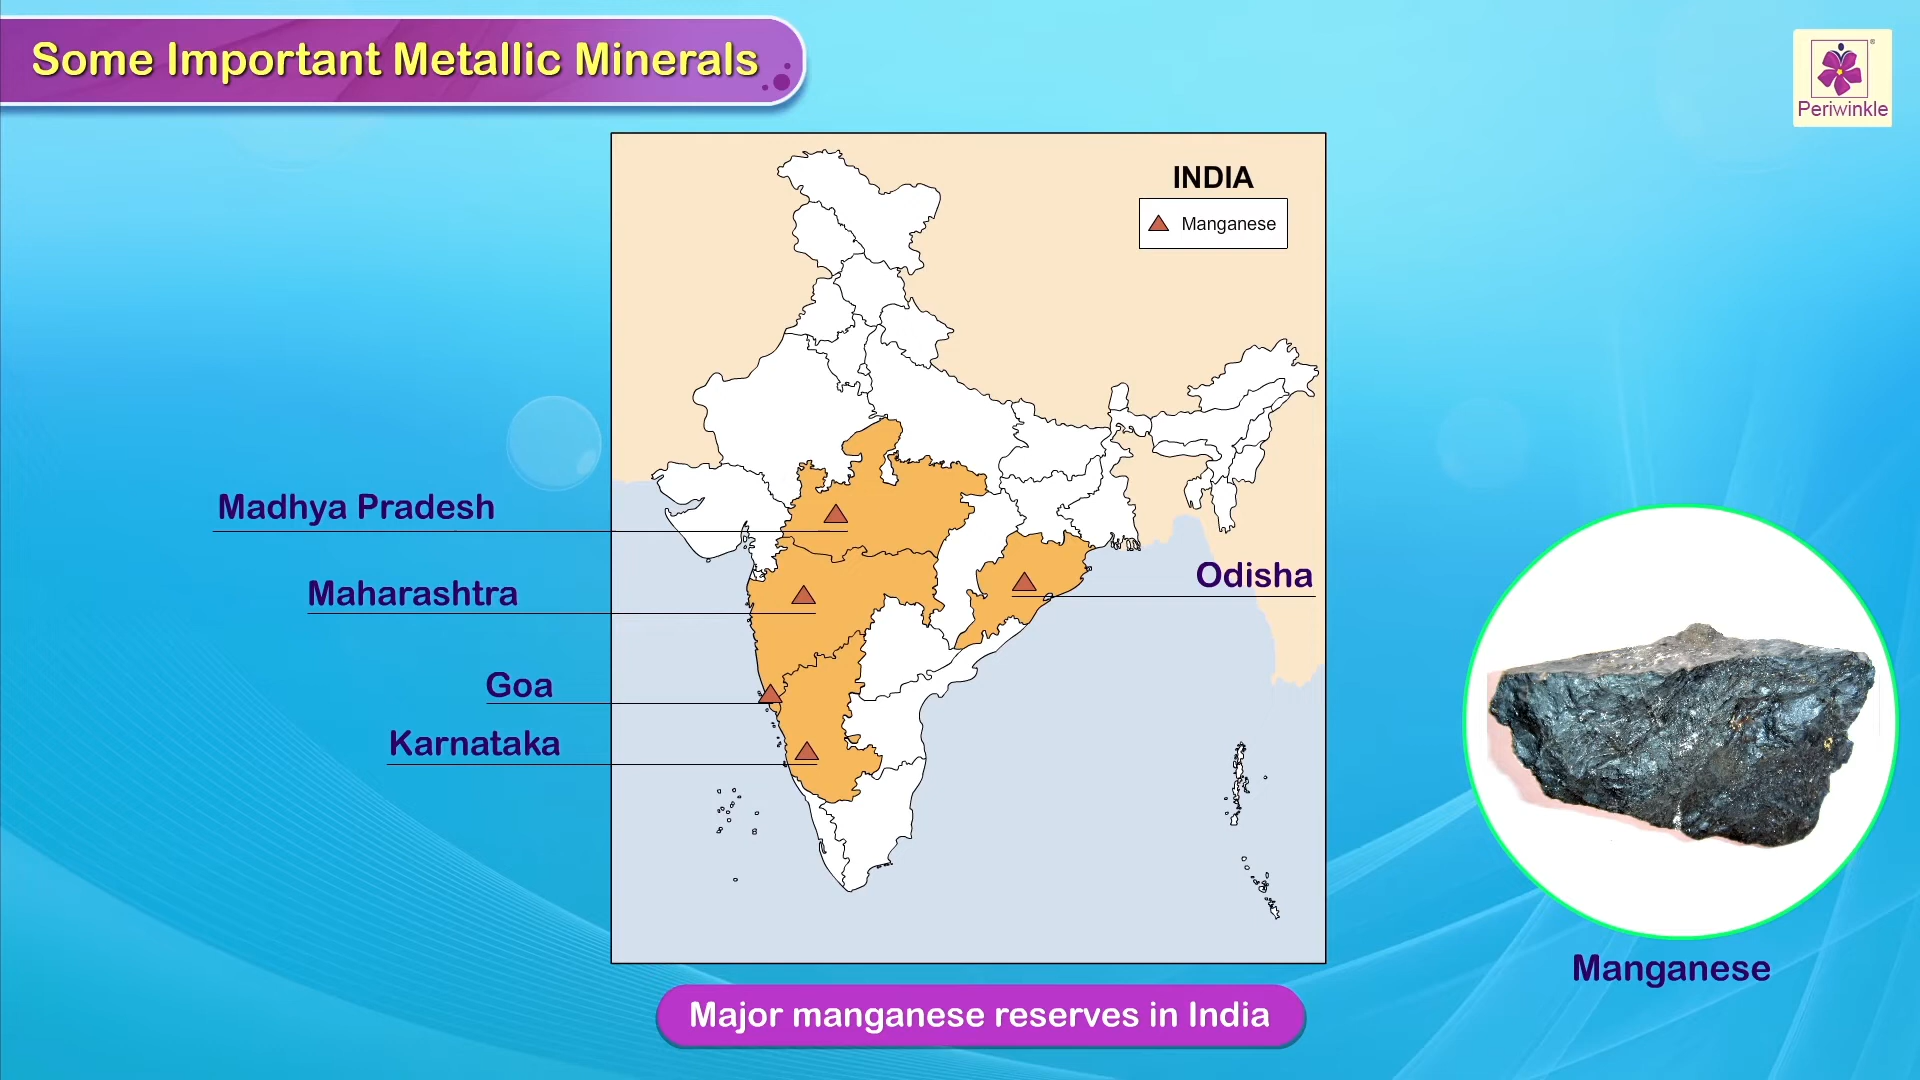 Some Important Metallic Minerals
Periwinkle
INDIA
Manganese
Madhya Pradesh
Maharashtra
Goa
Karnataka
Odisha
Manganese
Major manganese reserves in India